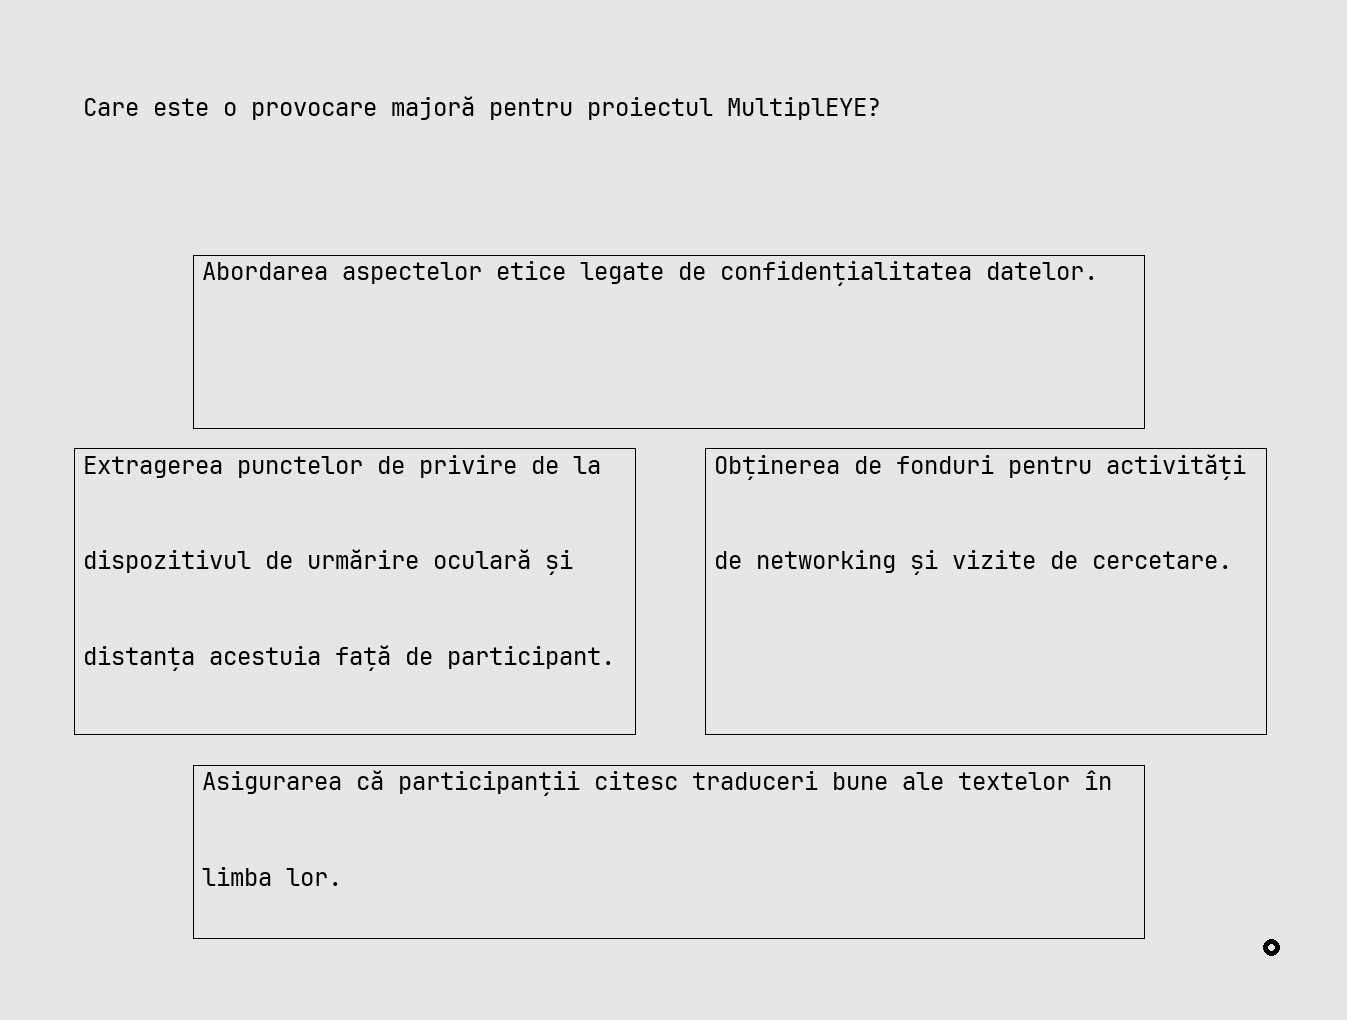 Care este o provocare majoră pentru proiectul MultiplEYE?
Abordarea aspectelor etice legate de confidențialitatea datelor.
Extragerea punctelor de privire de la
dispozitivul de urmărire oculară și
distanța acestuia față de participant.
Obținerea de fonduri pentru activități
de networking și vizite de cercetare.
Asigurarea că participanții citesc traduceri bune ale textelor în
limba lor.